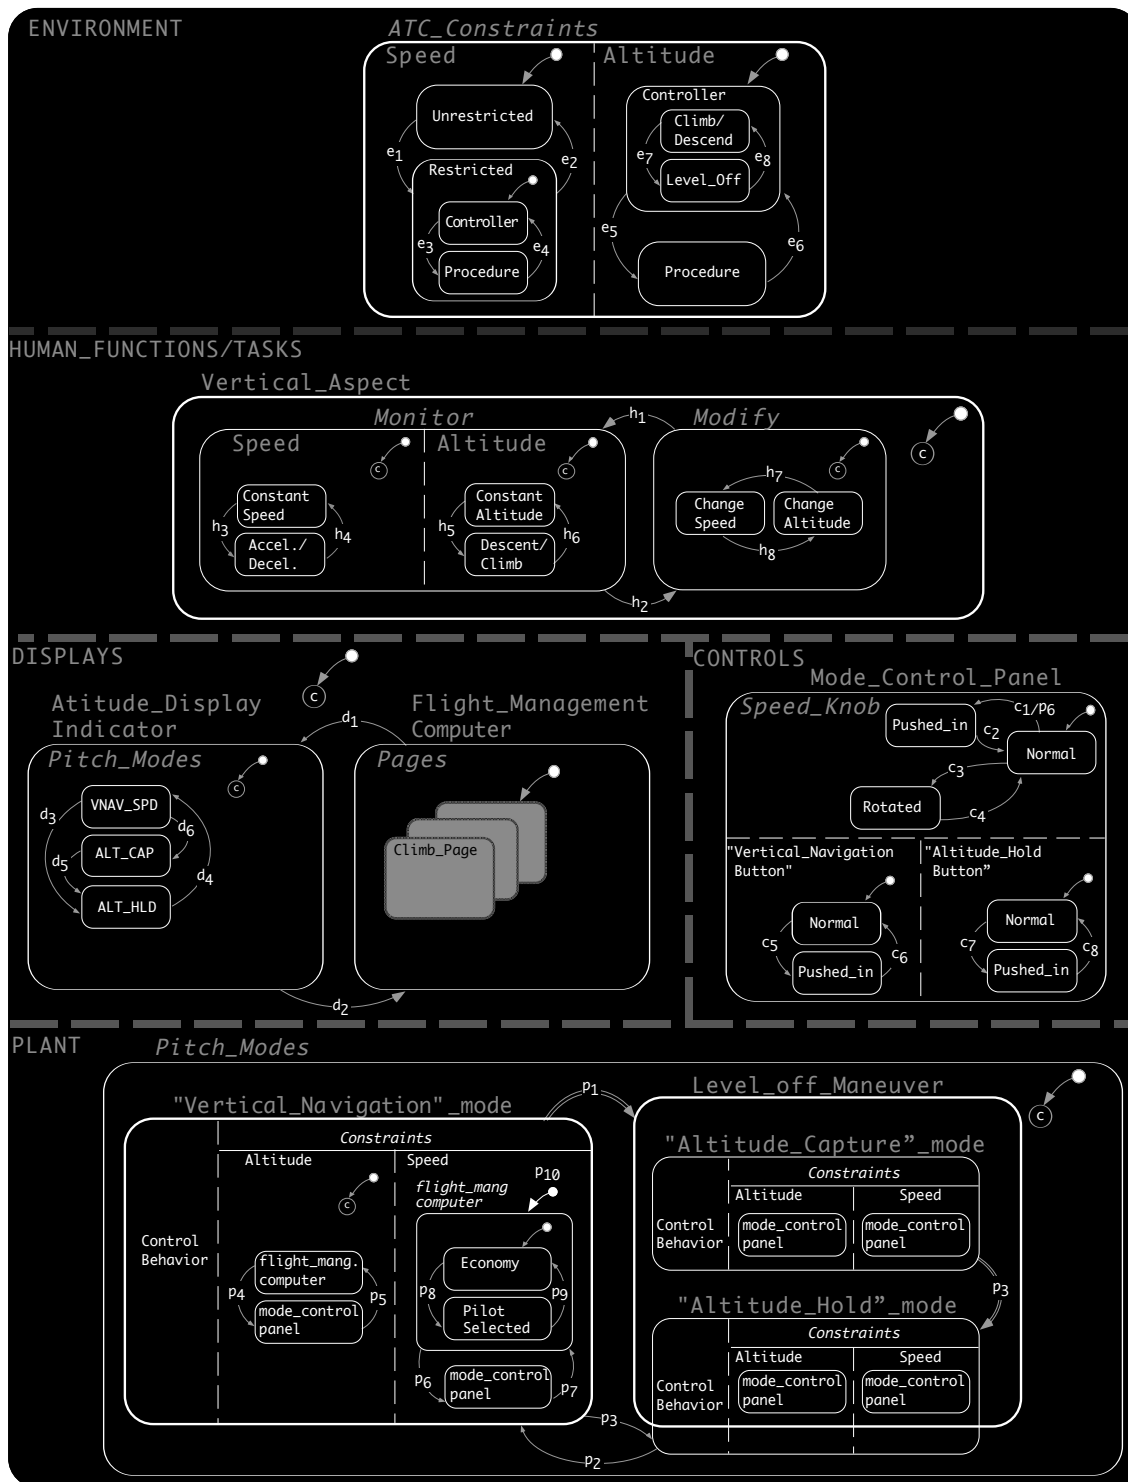 ENVIRONMENT
ATC_Constraints
Speed
Altitude
Unrestricted
e1
e2
Restricted
Controller
e3
e4
Procedure
Controller
Climb/
Descend
e7
e8
Level_Off
e5
e6
Procedure
HUMAN_FUNCTIONS/TASKS
Vertical_Aspect
Monitor
h1
Modify
Speed
c
Altitude
c
c
c
Constant
Speed
h3
h4
Accel./
Decel.
Constant
Altitude
h5
h6
Descent/
Climb
h7
Change
Speed
Change
Altitude
h8
h2
DISPLAYS
c
Atitude_Display
Indicator
d1
Flight_Management
Computer
Pitch_Modes
c
VNAV_SPD
d3
d6
ALT_CAP
d5
d4
ALT_HLD
Pages
Climb_Page
d2
CONTROLS
Mode_Control_Panel
Speed_Knob
c1/p6
Pushed_in
c2
Normal
c3
Rotated
c4
"Vertical_Navigation
Button"
Normal
c5
c6
Pushed_in
"Altitude_Hold
Button”
Normal
c7
c8
Pushed_in
PLANT
Pitch_Modes
p1
c
"Vertical_Navigation"_mode
Constraints
Altitude
Speed
c
flight_mang
computer
p10
Control
Behavior
flight_mang.
computer
p4
p5
mode_control
panel
Economy
p8
p9
Pilot
Selected
p6
p7
mode_control
panel
Level_off_Maneuver
"Altitude_Capture”_mode
Constraints
Altitude
Speed
Control
Behavior
mode_control
panel
mode_control
panel
p3
"Altitude_Hold”_mode
Constraints
Altitude
Speed
Control
Behavior
mode_control
panel
mode_control
panel
p3
p2